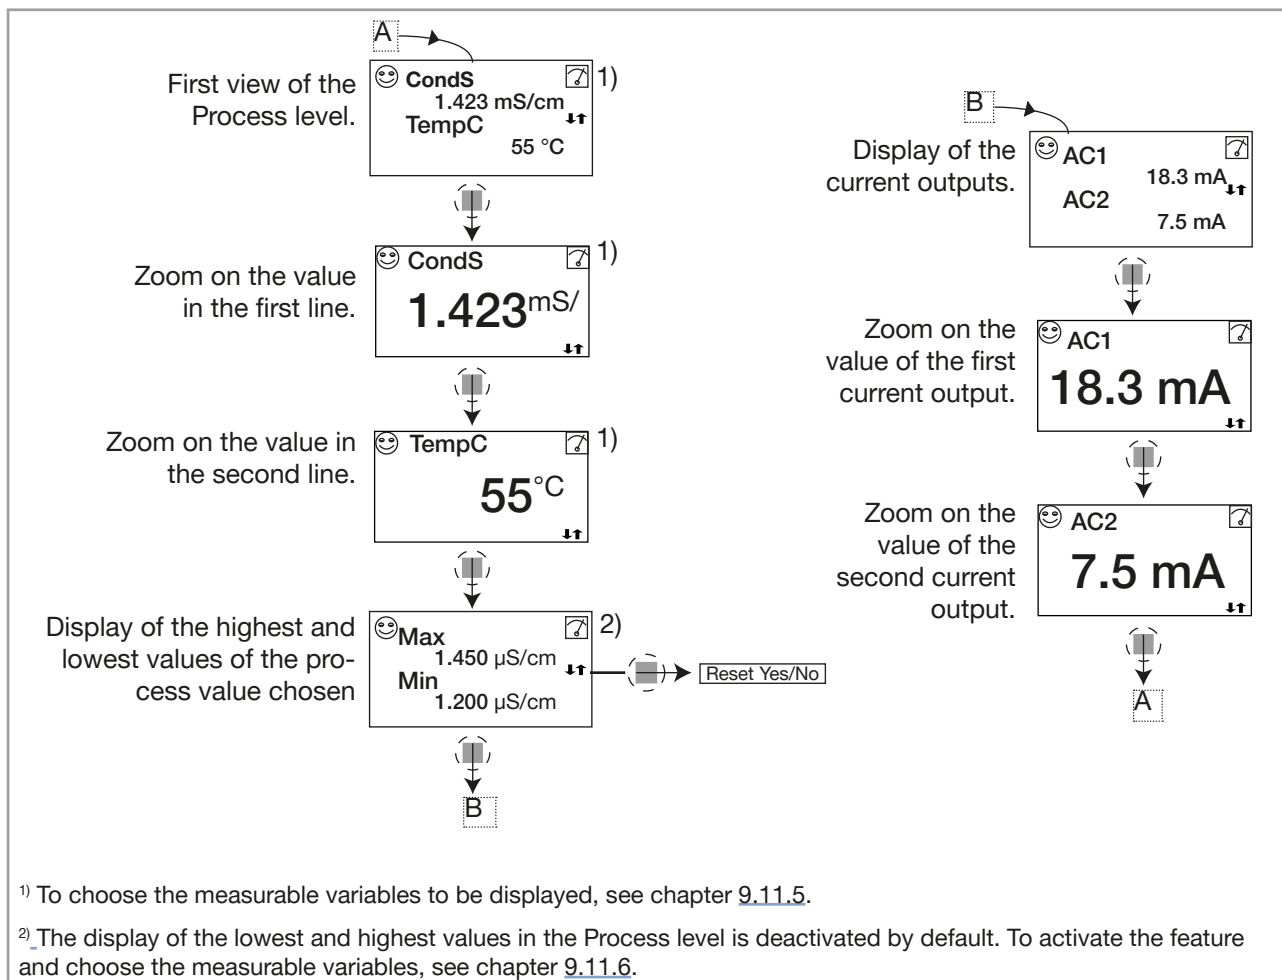 A
First view of the
Process level.
CondS
1.423 mS/cm
TempC
55 °C
1)
Zoom on the value
in the first line.
CondS
1.423 mS/
1)
Zoom on the value in
the second line.
TempC
55 °C
1)
Display of the highest and
lowest values of the pro-
cess value chosen
Max
1.450 µS/cm
Min
1.200 µS/cm
2)
Reset Yes/No
B
B
Display of the
current outputs.
AC1
18.3 mA
AC2
7.5 mA
Zoom on the
value of the first
current output.
AC1
18.3 mA
Zoom on the
value of the
second current
output.
AC2
7.5 mA
A
1) To choose the measurable variables to be displayed, see chapter 9.11.5.
2) The display of the lowest and highest values in the Process level is deactivated by default. To activate the feature
and choose the measurable variables, see chapter 9.11.6.